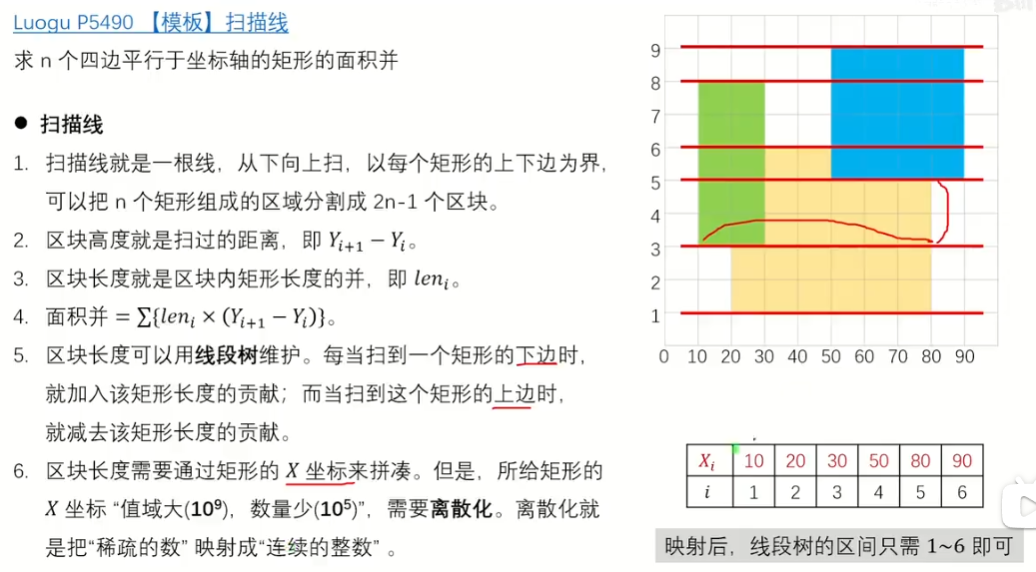 Luogu P5490 【模板】扫描线
求 n 个四边平行于坐标轴的矩形的面积并
● 扫描线
1. 扫描线就是一根线，从下向上扫，以每个矩形的上下边为界，
可以把 n 个矩形组成的区域分割成 2n-1 个区块。
2. 区块高度就是扫过的距离，即 Yᵢ₊₁ − Yᵢ。
3. 区块长度就是区块内矩形长度的并，即 lenᵢ。
4. 面积并 = ∑{lenᵢ × (Yᵢ₊₁ − Yᵢ)}。
5. 区块长度可以用线段树维护。每当扫到一个矩形的下边时，
就加入该矩形长度的贡献；而当扫到这个矩形的上边时，
就减去该矩形长度的贡献。
6. 区块长度需要通过矩形的 X 坐标来拼凑。但是，所给矩形的
X 坐标 “值域大(10⁹)，数量少(10⁵)”，需要离散化。离散化就
是把“稀疏的数” 映射成“连续的整数” 。
9
8
7
6
5
4
3
2
1
0 10 20 30 40 50 60 70 80 90
Xᵢ 10 20 30 50 80 90
i 1 2 3 4 5 6
映射后，线段树的区间只需 1~6 即可